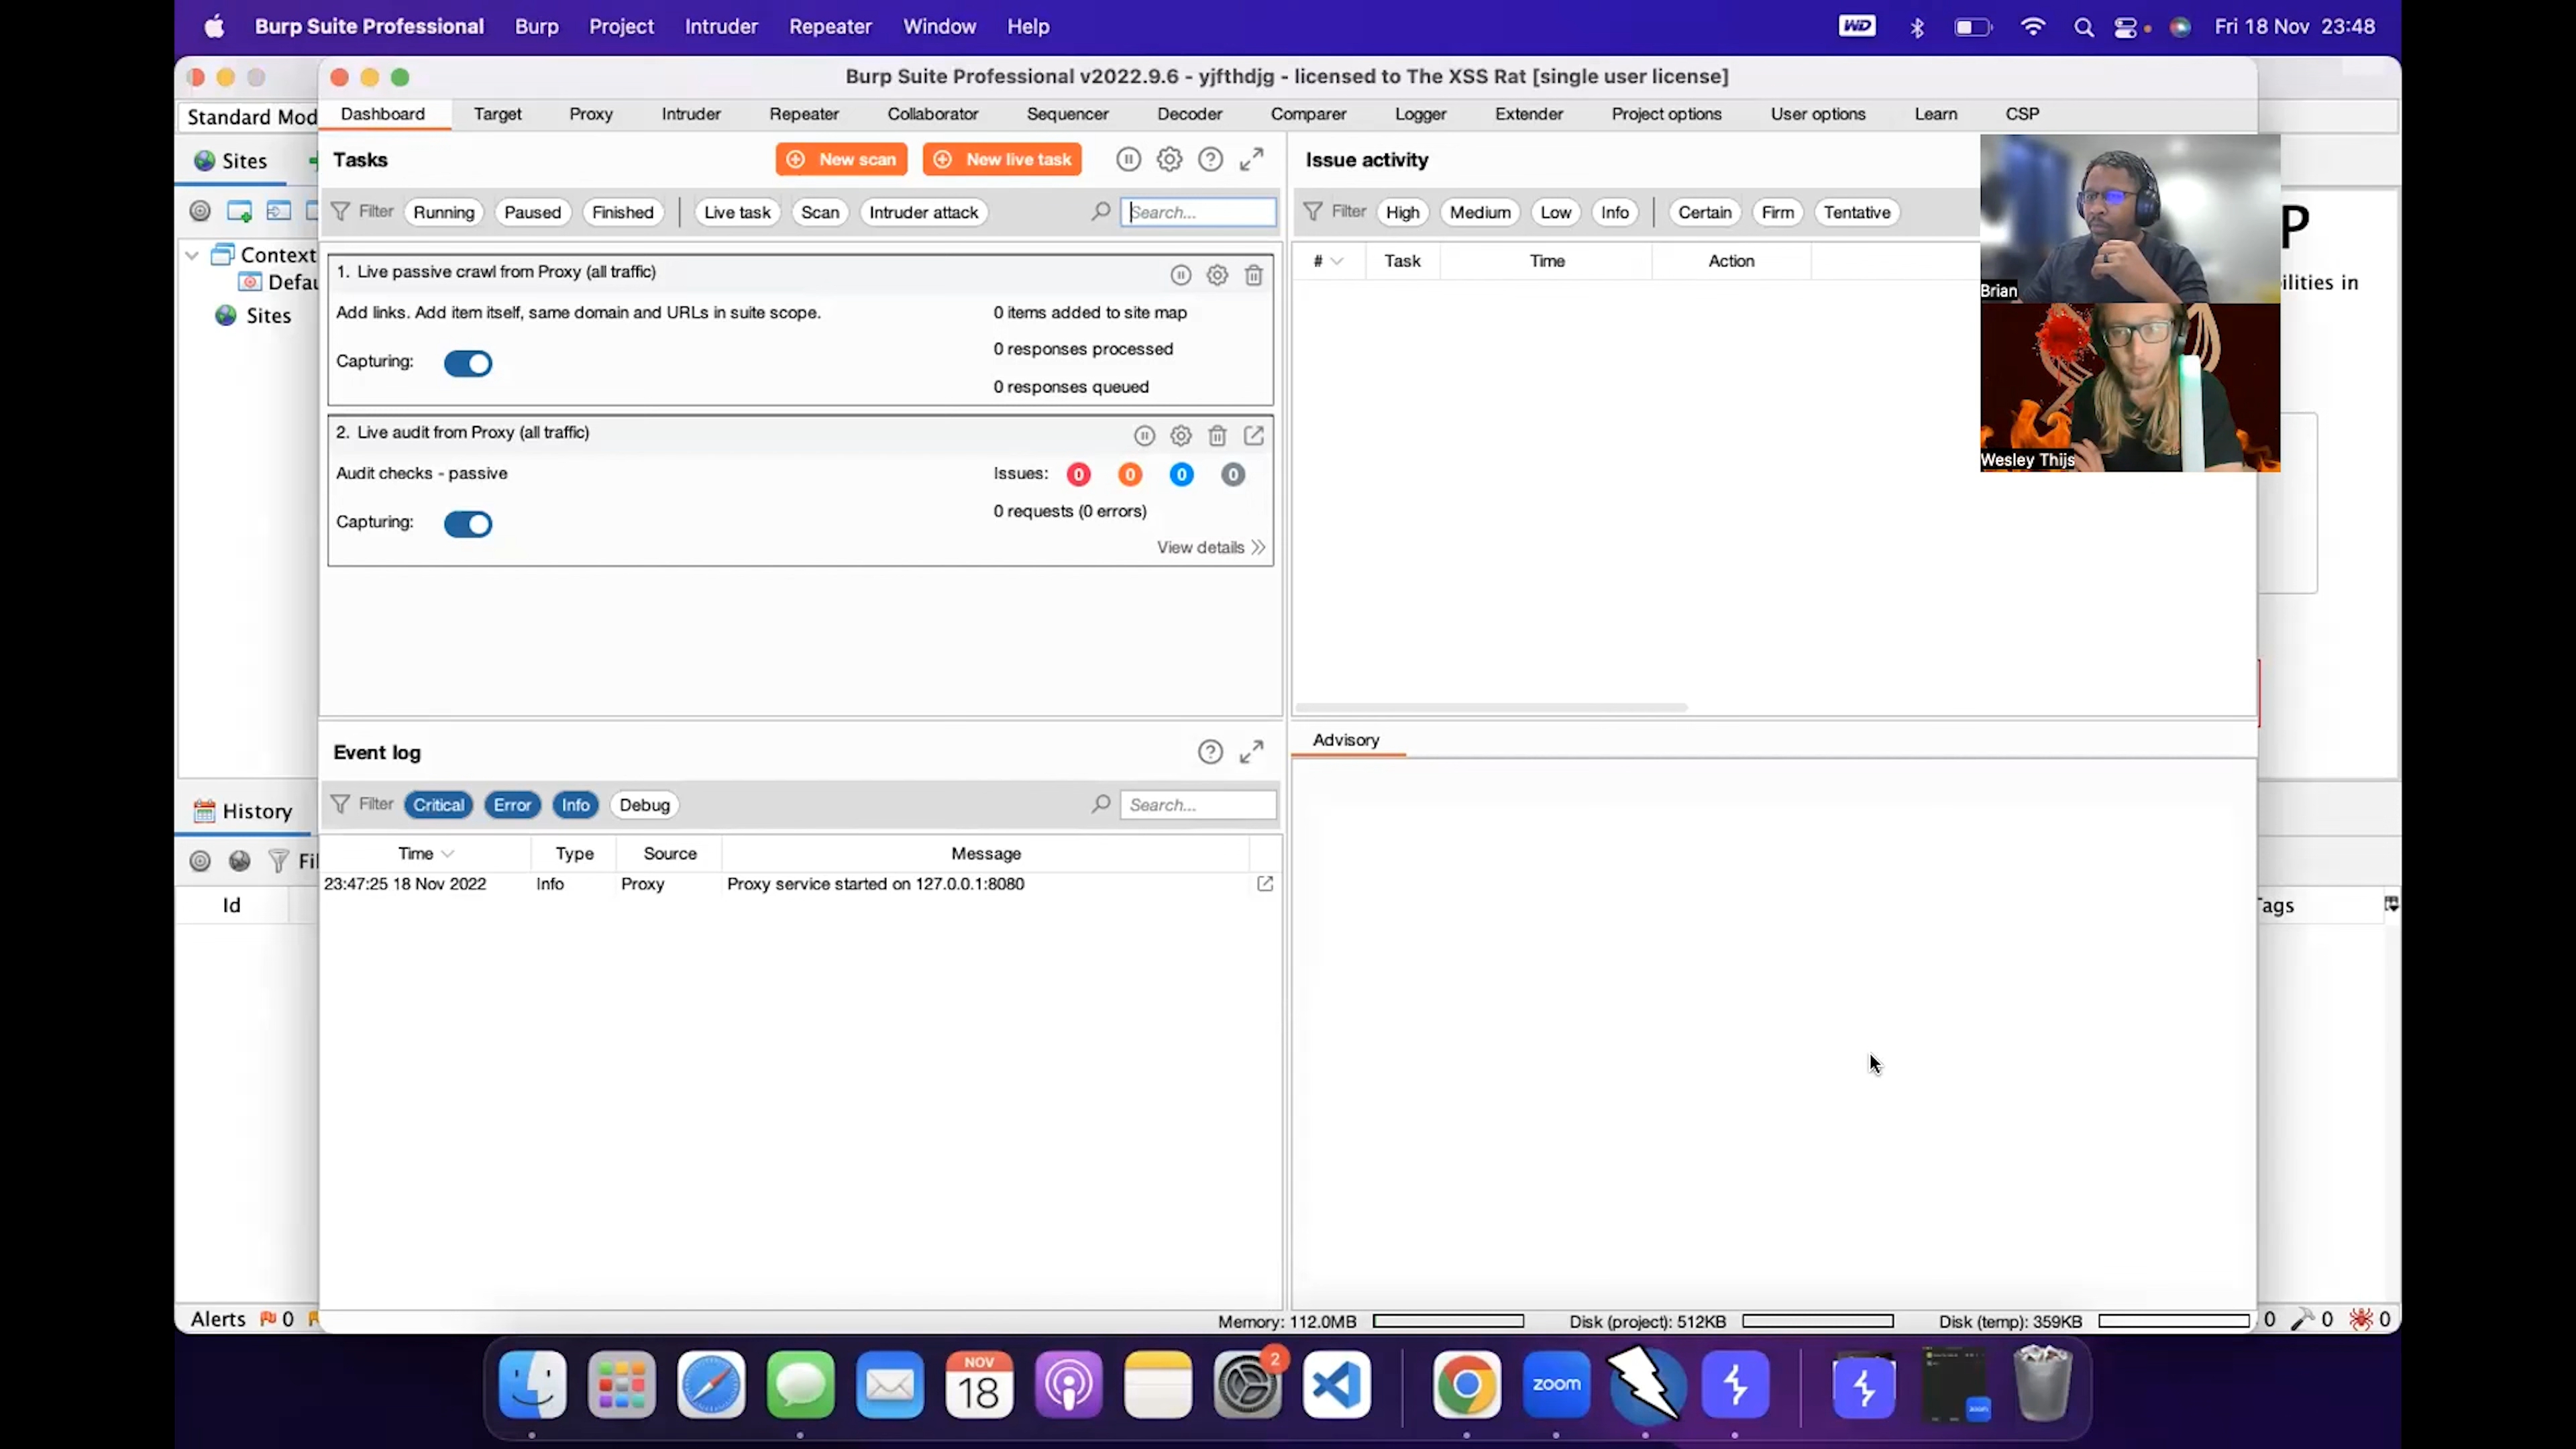 Burp Suite Professional Burp Project Intruder Repeater Window Help
WD Fri 18 Nov 23:48
Burp Suite Professional v2022.9.6 - yjfthdjg - licensed to The XSS Rat [single user license]
Standard Mod
Dashboard Target Proxy Intruder Repeater Collaborator Sequencer Decoder Comparer Logger Extender Project options User options Learn CSP
Sites
Tasks New scan New live task
Filter Running Paused Finished Live task Scan Intruder attack Search...
Context
Defau
Sites
1. Live passive crawl from Proxy (all traffic)
Add links. Add item itself, same domain and URLs in suite scope.
Capturing:
0 items added to site map
0 responses processed
0 responses queued
2. Live audit from Proxy (all traffic)
Audit checks - passive
Issues: 0 0 0 0
0 requests (0 errors)
Capturing:
View details
Issue activity
Filter High Medium Low Info Certain Firm Tentative
# Task Time Action
Brian
Wesley Thijs
P
ilities in
Event log
Filter Critical Error Info Debug Search...
Time Type Source Message
23:47:25 18 Nov 2022 Info Proxy Proxy service started on 127.0.0.1:8080
Advisory
History
Fil
Id
Tags
Alerts 0
Memory: 112.0MB Disk (project): 512KB Disk (temp): 359KB
0 0 0
NOV
18
2
zoom
zoom